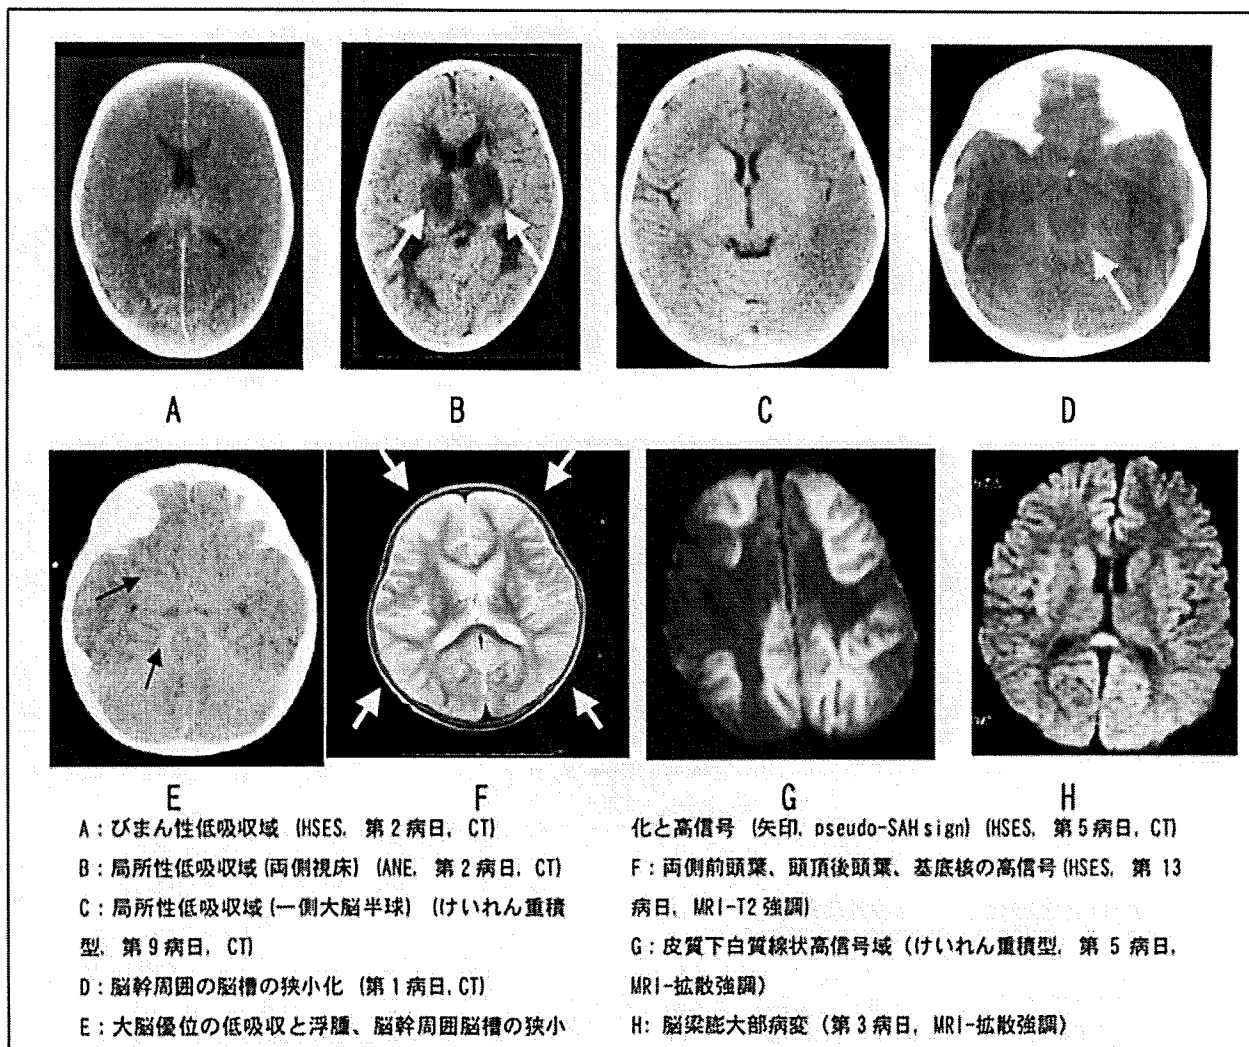 A
B
C
D
E
F
G
H
A：びまん性低吸収域 (HSES, 第2病日, CT)
B：局所性低吸収域(両側視床) (ANE, 第2病日, CT)
C：局所性低吸収域(一側大脳半球) (けいれん重積
型, 第9病日, CT)
D：脳幹周囲の脳槽の狭小化 (第1病日, CT)
E：大脳優位の低吸収と浮腫、脳幹周囲脳槽の狭小
化と高信号 (矢印, pseudo-SAH sign) (HSES, 第5病日, CT)
F：両側前頭葉、頭頂後頭葉、基底核の高信号(HSES, 第 13
病日, MRI-T2強調)
G：皮質下白質線状高信号域 (けいれん重積型, 第 5 病日,
MRI-拡散強調)
H: 脳梁膨大部病変 (第3病日, MRI-拡散強調)